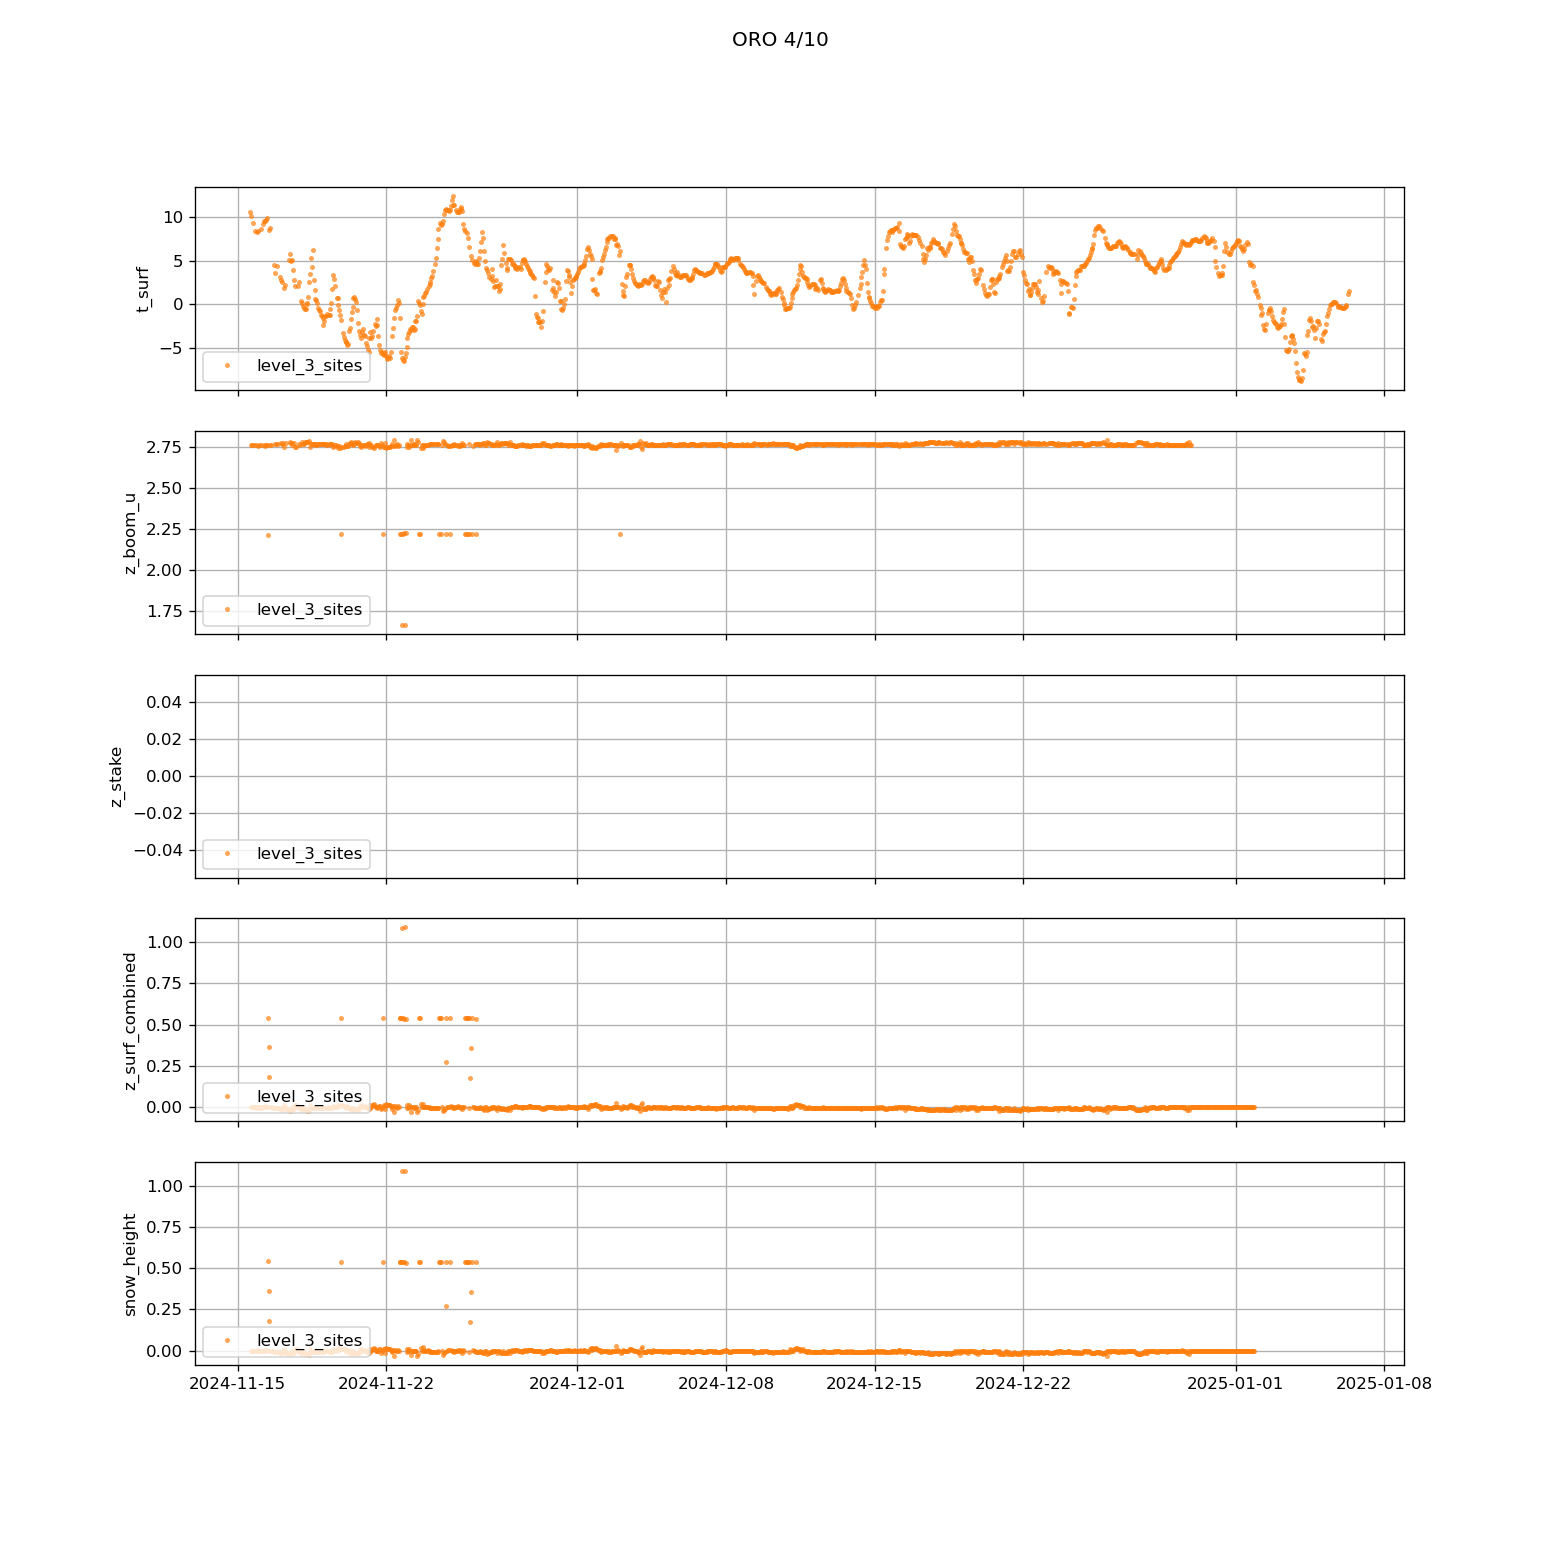 ORO 4/10
t_surf
10
5
0
−5
level_3_sites
z_boom_u
2.75
2.50
2.25
2.00
1.75
level_3_sites
z_stake
0.04
0.02
0.00
−0.02
−0.04
level_3_sites
z_surf_combined
1.00
0.75
0.50
0.25
0.00
level_3_sites
snow_height
1.00
0.75
0.50
0.25
0.00
level_3_sites
2024-11-15 2024-11-22 2024-12-01 2024-12-08 2024-12-15 2024-12-22 2025-01-01 2025-01-08